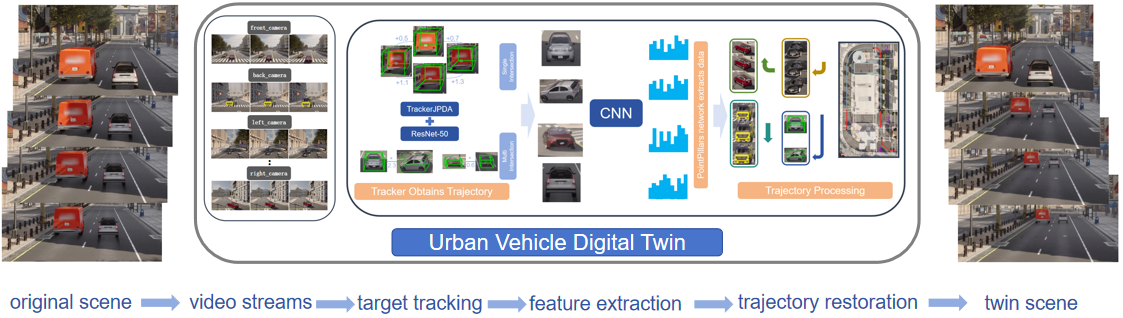 front_camera
back_camera
left_camera
right_camera
+0.5
+0.7
+1.1
+1.3
TrackerJPDA
ResNet-50
Tracker Obtains Trajectory
Single
Intersection
Multi
Intersection
CNN
PointPillars network extracts data
Trajectory Processing
Urban Vehicle Digital Twin
original scene
video streams
target tracking
feature extraction
trajectory restoration
twin scene